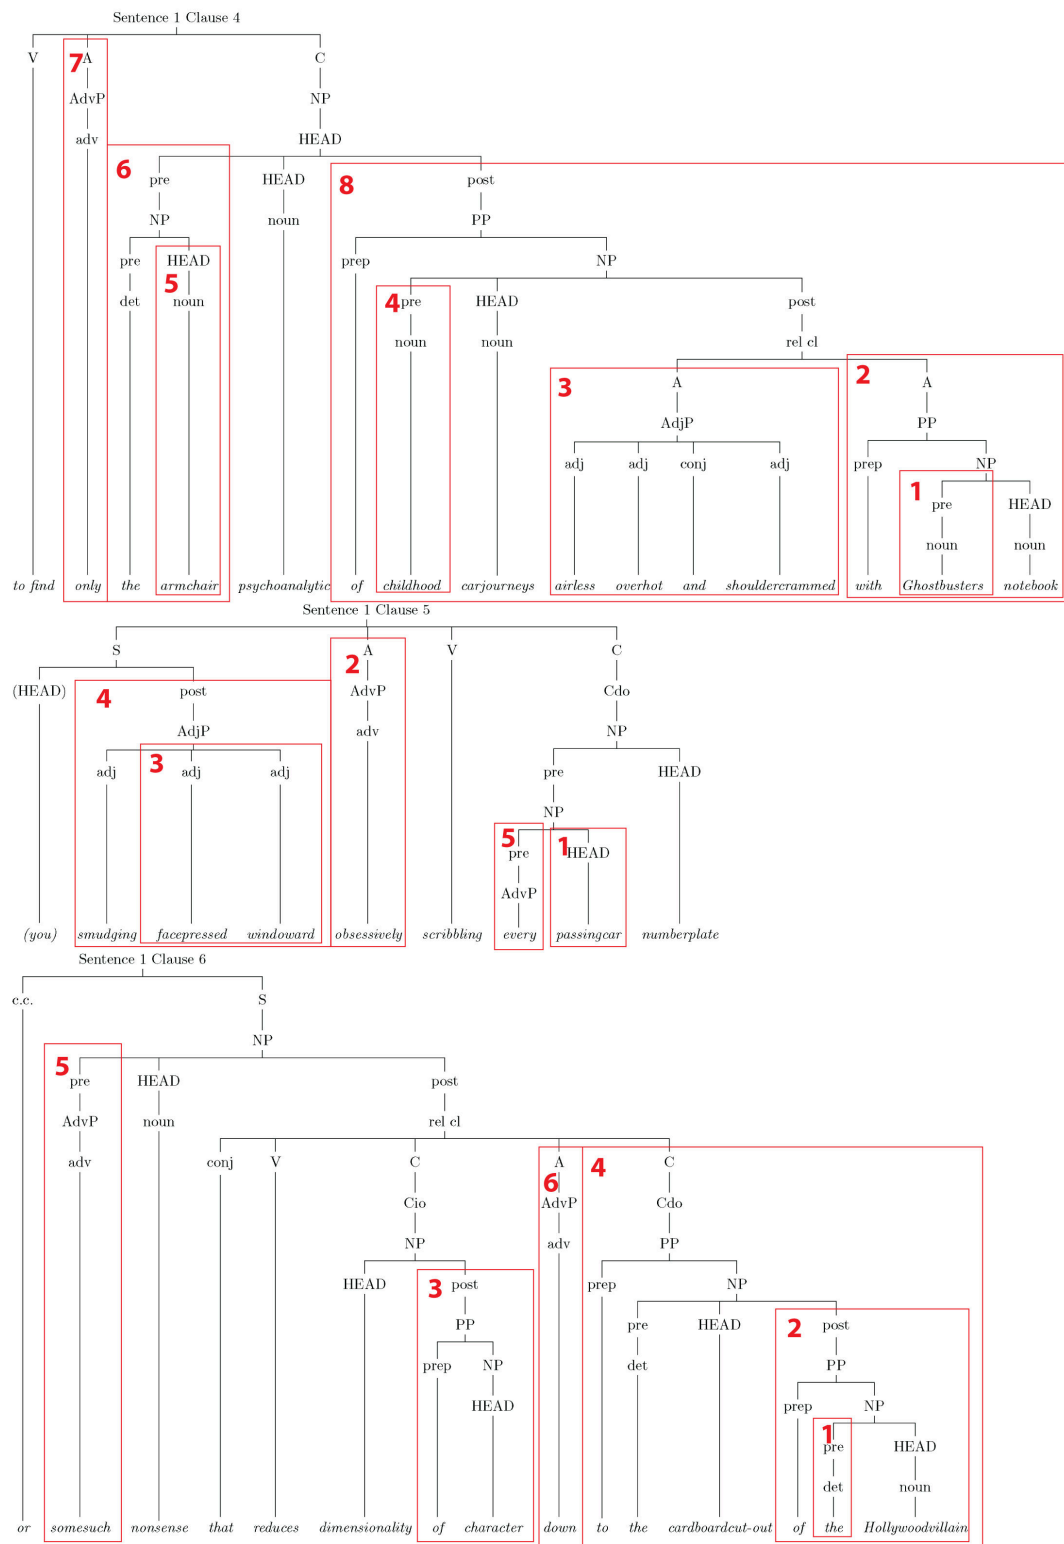 Sentence 1 Clause 4
V 7 A C
AdvP NP
adv HEAD
6 pre HEAD 8 post
NP noun PP
pre HEAD prep NP
det 5 noun 4 pre HEAD post
noun noun rel cl
3 A 2 A
AdjP PP
adj adj conj adj prep NP
1 pre HEAD
noun noun
to find only the armchair psychoanalytic of childhood carjourneys airless overhot and shouldercrammed with Ghostbusters notebook
Sentence 1 Clause 5
S 2 A V C
(HEAD) 4 post AdvP Cdo
AdjP adv NP
adj 3 adj adj pre HEAD
NP
5 pre 1 HEAD
AdvP
(you) smudging facepressed windoward obsessively scribbling every passingcar numberplate
Sentence 1 Clause 6
c.c. S
NP
5 pre HEAD post
AdvP noun rel cl
adv conj V C A 4 C
Cio 6 AdvP Cdo
NP adv PP
HEAD 3 post prep NP
PP pre HEAD 2 post
prep NP det PP
HEAD prep NP
1 pre HEAD
det noun
or somesuch nonsense that reduces dimensionality of character down to the cardboardcut-out of the Hollywoodvillain